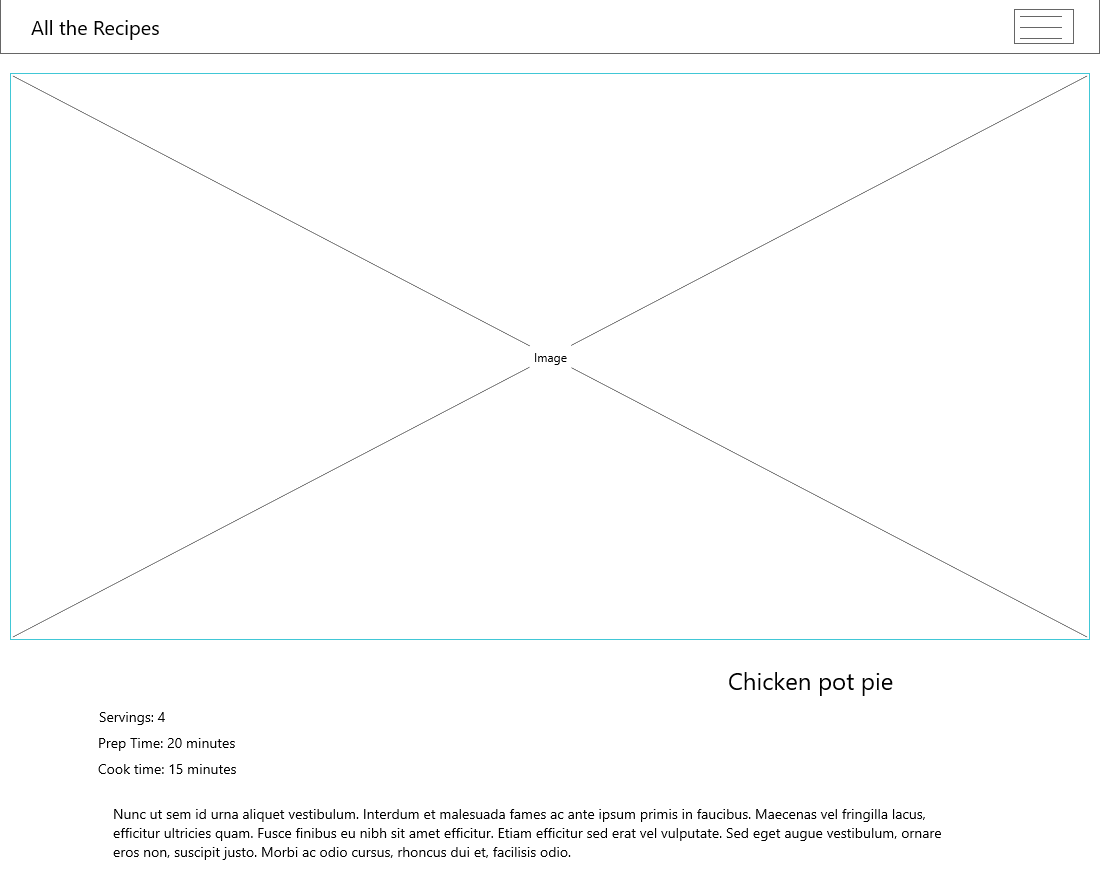 All the Recipes
Image
Chicken pot pie
Servings: 4
Prep Time: 20 minutes
Cook time: 15 minutes
Nunc ut sem id urna aliquet vestibulum. Interdum et malesuada fames ac ante ipsum primis in faucibus. Maecenas vel fringilla lacus,
efficitur ultricies quam. Fusce finibus eu nibh sit amet efficitur. Etiam efficitur sed erat vel vulputate. Sed eget augue vestibulum, ornare
eros non, suscipit justo. Morbi ac odio cursus, rhoncus dui et, facilisis odio.